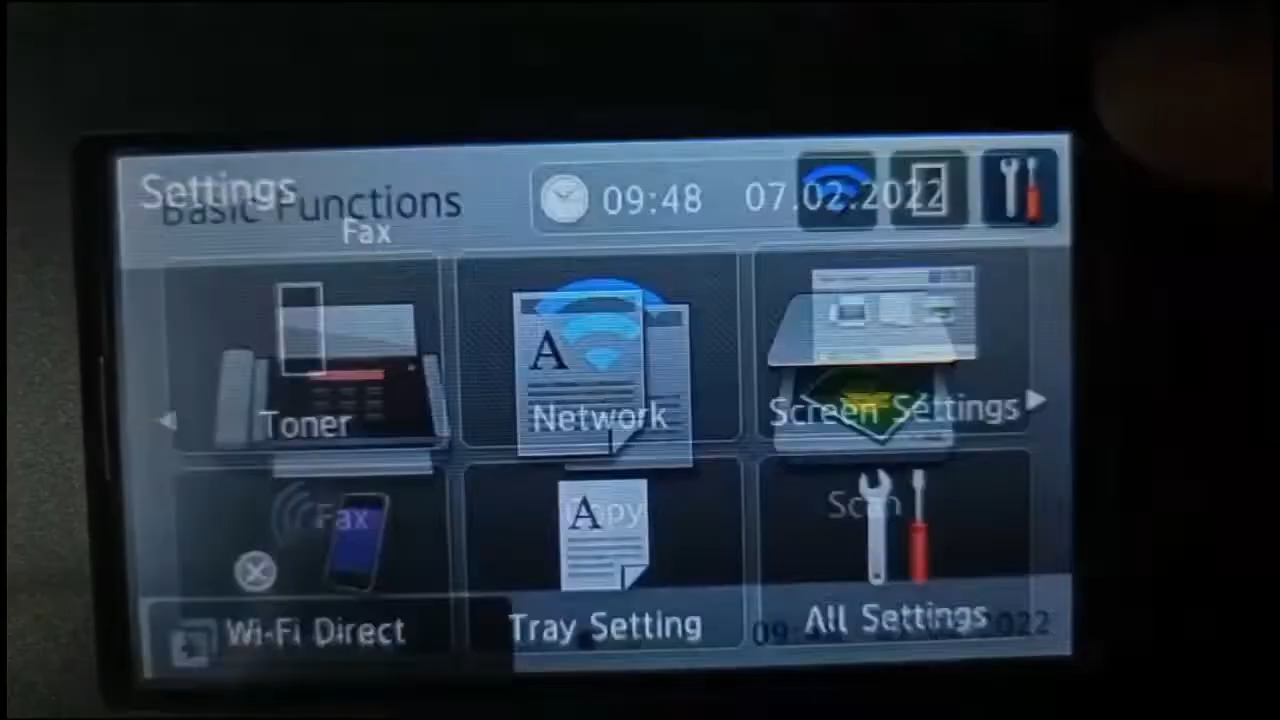 Settings
Basic Functions
09:48 07.02.2022
Fax
A
Toner
Network
Screen Settings
Fax
A
Copy
Scan
Wi-Fi Direct
Tray Setting
All Settings